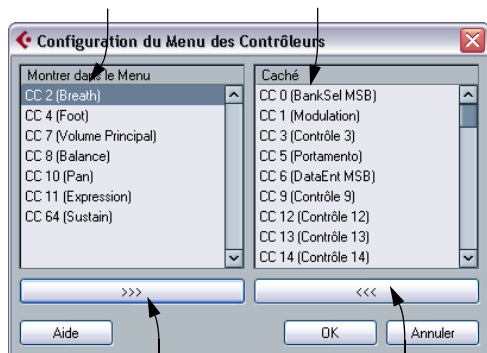 Configuration du Menu des Contrôleurs
Montrer dans le Menu
CC 2 (Breath)
CC 4 (Foot)
CC 7 (Volume Principal)
CC 8 (Balance)
CC 10 (Pan)
CC 11 (Expression)
CC 64 (Sustain)
Caché
CC 0 (BankSel MSB)
CC 1 (Modulation)
CC 3 (Contrôle 3)
CC 5 (Portamento)
CC 6 (DataEnt MSB)
CC 9 (Contrôle 9)
CC 12 (Contrôle 12)
CC 13 (Contrôle 13)
CC 14 (Contrôle 14)
>>>
<<<
Aide
OK
Annuler